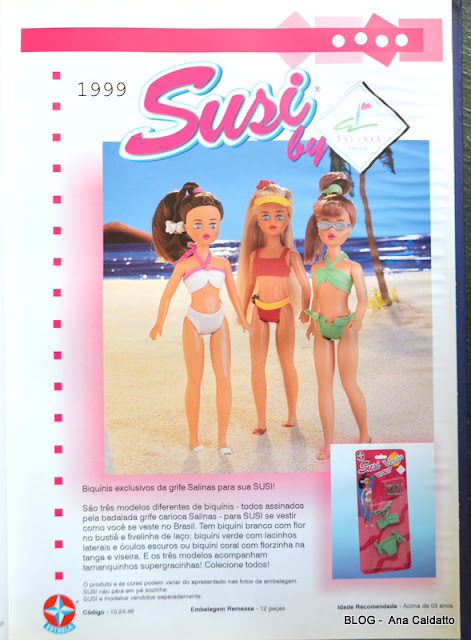 1999
Susi®
by
SALINAS
Biquínis exclusivos da grife Salinas para sua SUSI!
São três modelos diferentes de biquínis - todos assinados
pela badalada grife carioca Salinas - para SUSI se vestir
como você se veste no Brasil. Tem biquini branco com flor
no bustiê e fivelinha de laço; biquíni verde com lacinhos
laterais e óculos escuros ou biquíni coral com florzinha na
tanga e viseira. E os três modelos acompanham
tamanquinhos supergracinhas! Colecione todos!
O produto e as cores podem variar do apresentado nas fotos da embalagem.
SUSI não pára em pé sozinha.
SUSI e modelos vendidos separadamente.
Código - 10.24.46 Embalagem Remessa - 12 peças Idade Recomendada - Acima de 03 anos
ESTRELA
BLOG - Ana Caldatto
Susi